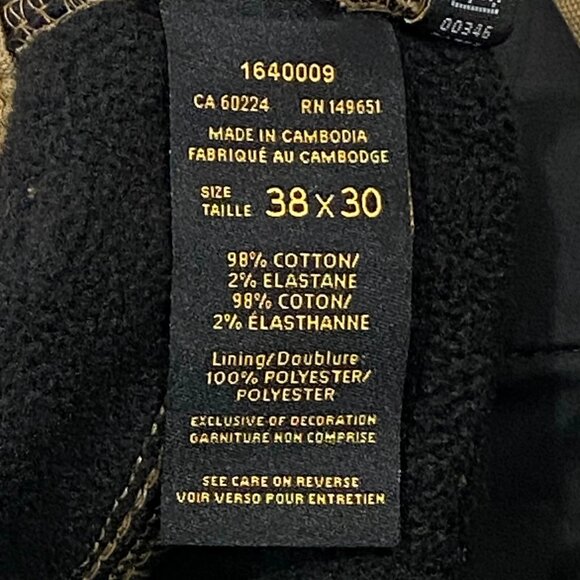 00346
1640009
CA 60224 RN 149651
MADE IN CAMBODIA
FABRIQUÉ AU CAMBODGE
SIZE
TAILLE 38 X 30
98% COTTON/
2% ELASTANE
98% COTON/
2% ÉLASTHANNE
Lining/Doublure:
100% POLYESTER/
POLYESTER
EXCLUSIVE OF DECORATION
GARNITURE NON COMPRISE
SEE CARE ON REVERSE
VOIR VERSO POUR ENTRETIEN